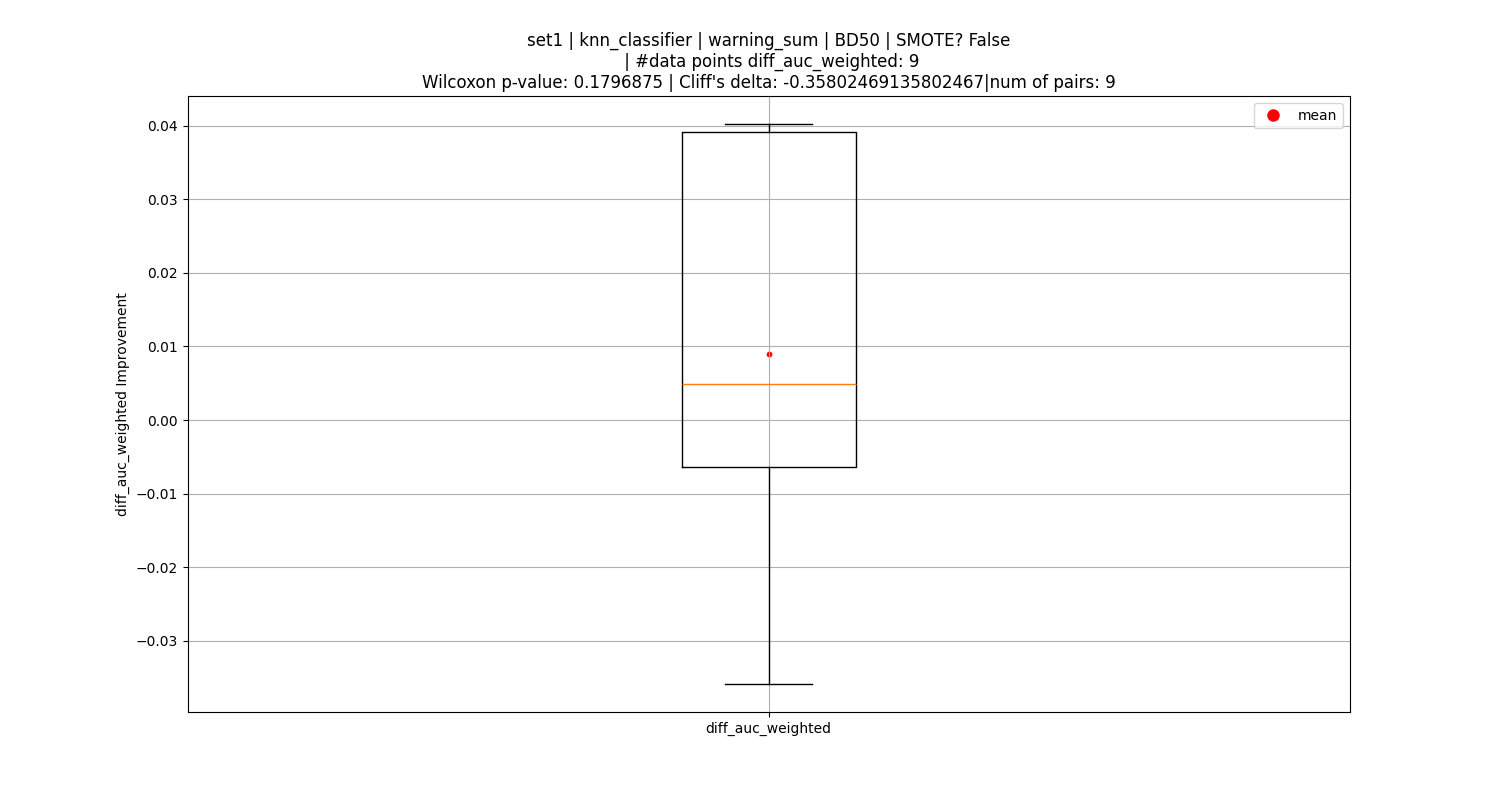 set1 | knn_classifier | warning_sum | BD50 | SMOTE? False
| #data points diff_auc_weighted: 9
Wilcoxon p-value: 0.1796875 | Cliff's delta: -0.35802469135802467|num of pairs: 9
mean
0.04
0.03
0.02
0.01
0.00
−0.01
−0.02
−0.03
diff_auc_weighted Improvement
diff_auc_weighted